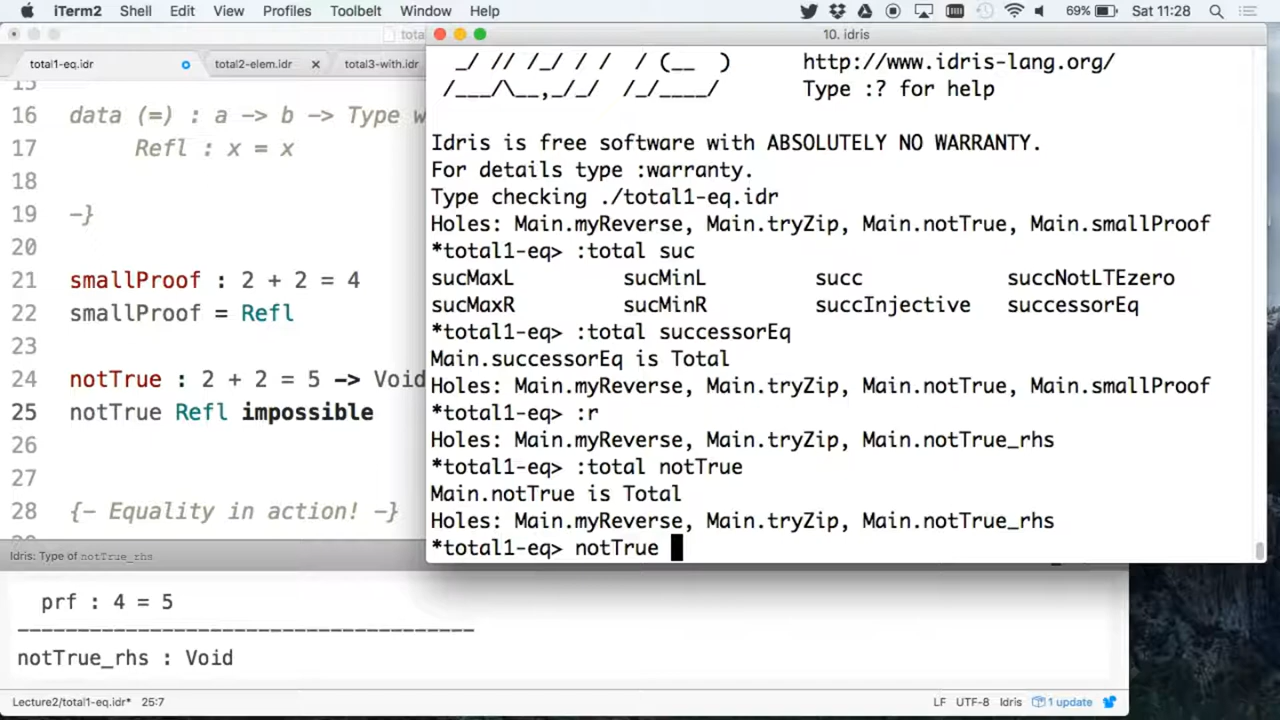 iTerm2 Shell Edit View Profiles Toolbelt Window Help 69% Sat 11:28
tota
10. idris
total1-eq.idr total2-elem.idr × total3-with.idr
15
16 data (=) : a -> b -> Type w
17 Refl : x = x
18
19 -}
20
21 smallProof : 2 + 2 = 4
22 smallProof = Refl
23
24 notTrue : 2 + 2 = 5 -> Void
25 notTrue Refl impossible
26
27
28 {- Equality in action! -}
Idris: Type of notTrue_rhs
prf : 4 = 5
-------------------------------------
notTrue_rhs : Void
Lecture2/total1-eq.idr* 25:7 LF UTF-8 Idris 1 update
_/ // /_/ / / / (__ ) http://www.idris-lang.org/
/___/\__,_/_/ /_/____/ Type :? for help
Idris is free software with ABSOLUTELY NO WARRANTY.
For details type :warranty.
Type checking ./total1-eq.idr
Holes: Main.myReverse, Main.tryZip, Main.notTrue, Main.smallProof
*total1-eq> :total suc
sucMaxL sucMinL succ succNotLTEzero
sucMaxR sucMinR succInjective successorEq
*total1-eq> :total successorEq
Main.successorEq is Total
Holes: Main.myReverse, Main.tryZip, Main.notTrue, Main.smallProof
*total1-eq> :r
Holes: Main.myReverse, Main.tryZip, Main.notTrue_rhs
*total1-eq> :total notTrue
Main.notTrue is Total
Holes: Main.myReverse, Main.tryZip, Main.notTrue_rhs
*total1-eq> notTrue